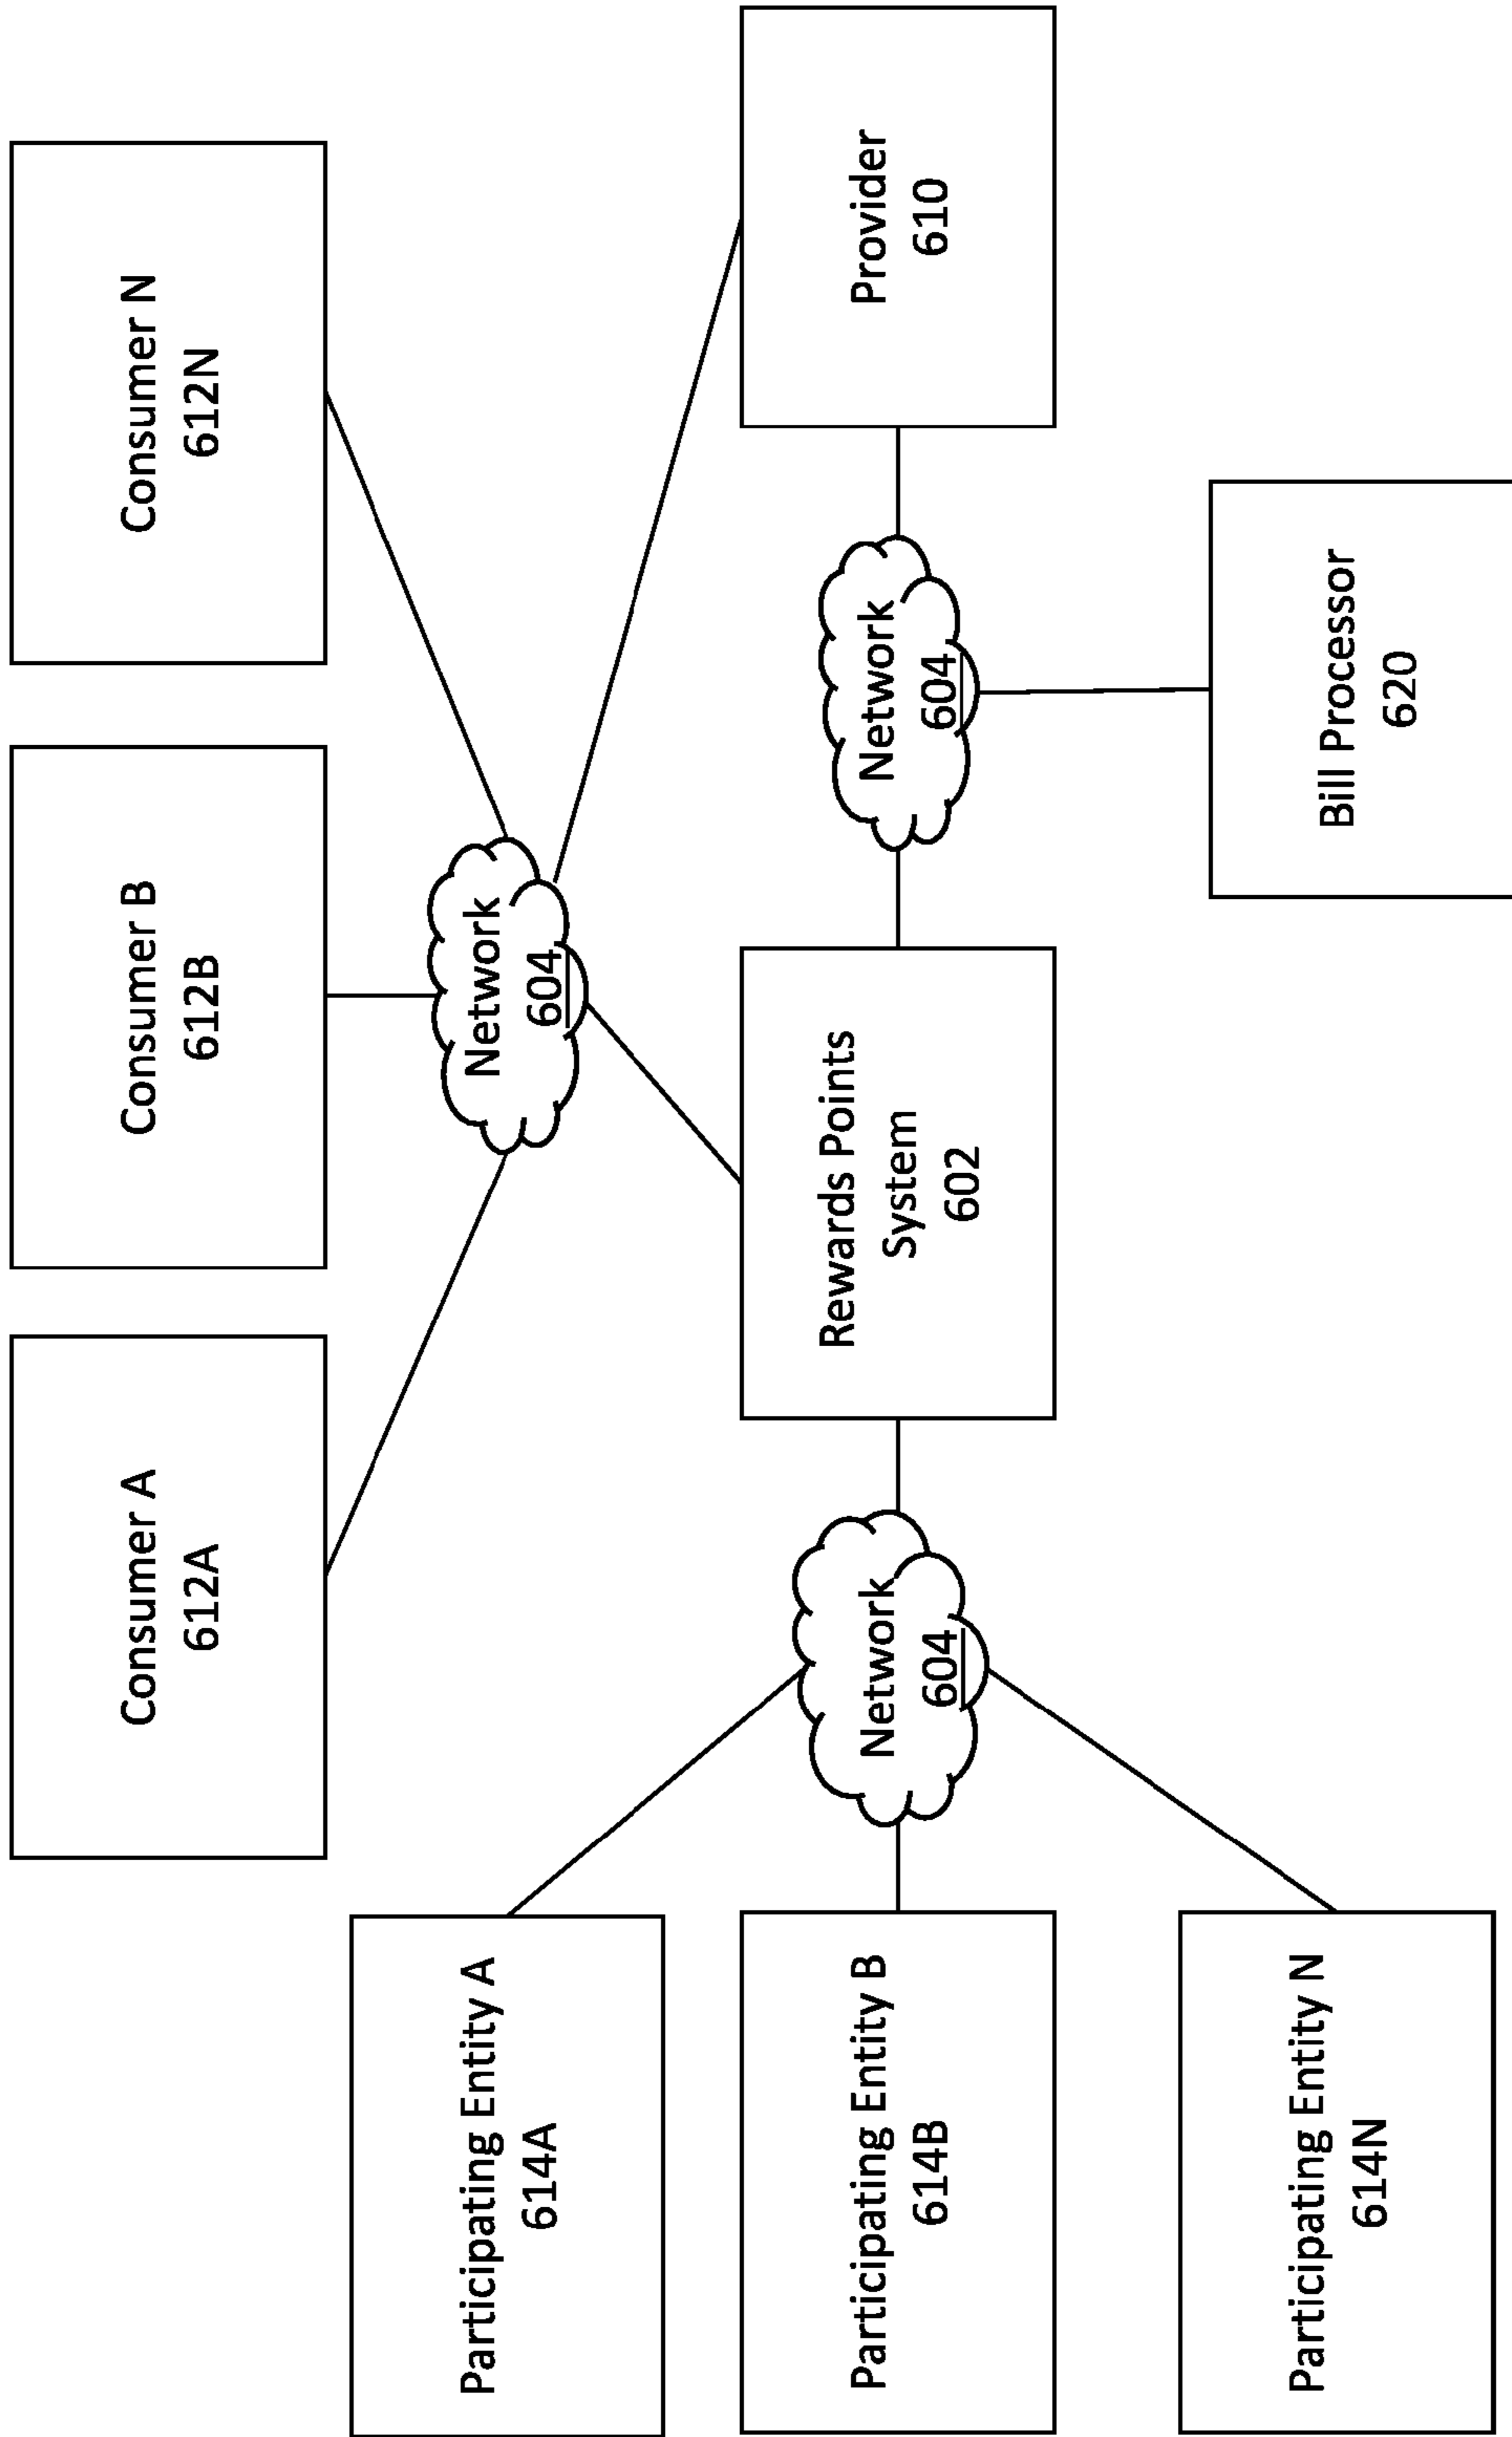 Consumer A
612A
Consumer B
612B
Consumer N
612N
Network
604
Participating Entity A
614A
Participating Entity B
614B
Participating Entity N
614N
Network
604
Rewards Points
System
602
Network
604
Provider
610
Bill Processor
620